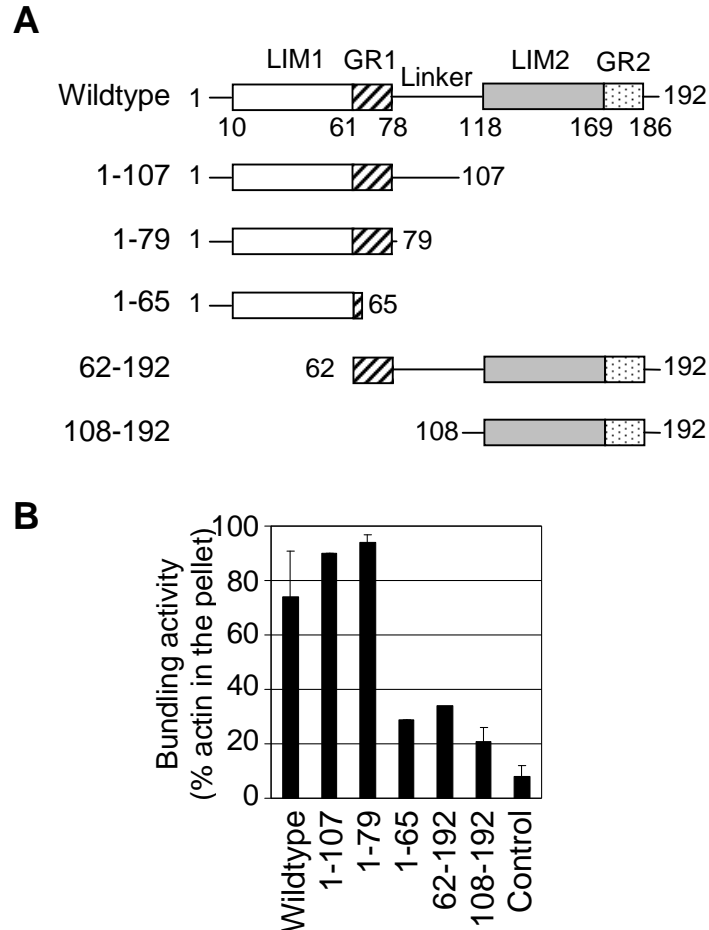 A
LIM1 GR1 Linker LIM2 GR2
Wildtype 1 192
10 61 78 118 169 186
1-107 1 107
1-79 1 79
1-65 1 65
62-192 62 192
108-192 108 192
B
Bundling activity
(% actin in the pellet)
100
80
60
40
20
0
Wildtype
1-107
1-79
1-65
62-192
108-192
Control